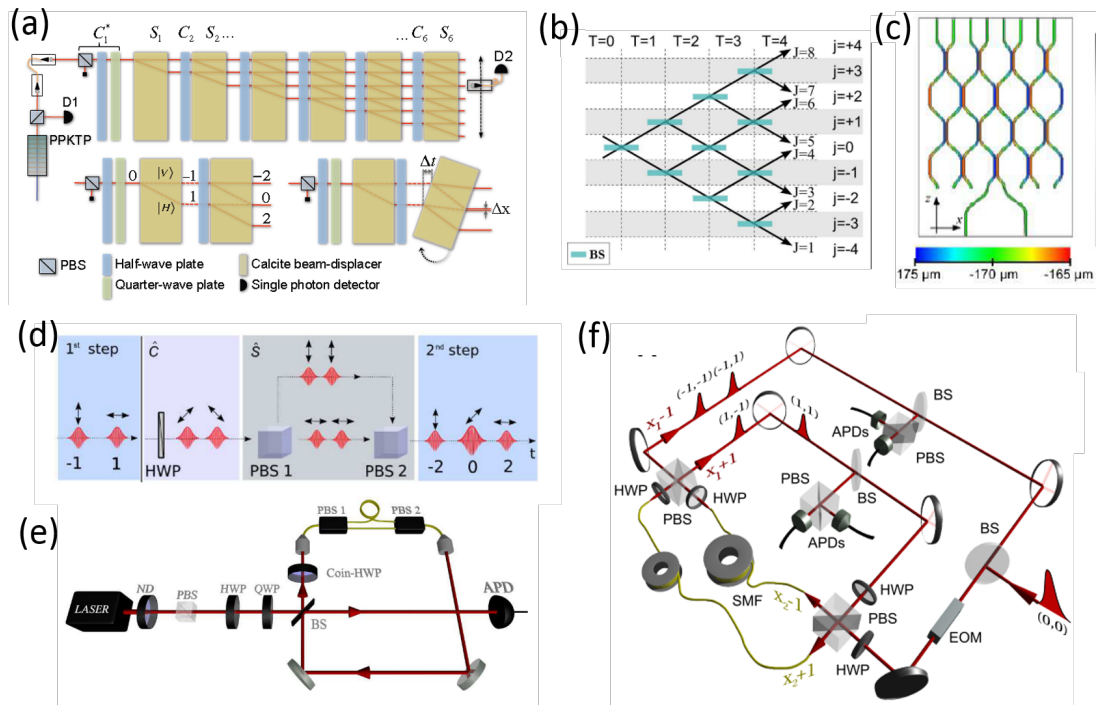 (a)
C₁* S₁ C₂ S₂... ...C₆ S₆
D2
D1
PPKTP
0 |V⟩ -1 -2
|H⟩ 1 0
2
Δt
Δx
PBS Half-wave plate Calcite beam-displacer
Quarter-wave plate Single photon detector
(b)
T=0 T=1 T=2 T=3 T=4
J=8 j=+4
j=+3
J=7 j=+2
J=6
j=+1
J=5 j=0
J=4
j=-1
J=3 j=-2
J=2
j=-3
J=1 j=-4
BS
(c)
z
x
175 μm -170 μm -165 μm
(d)
1st step Ĉ Ŝ 2nd step
-1 1 HWP PBS 1 PBS 2 -2 0 2 t
(e)
PBS 1 PBS 2
Coin-HWP
LASER ND PBS HWP QWP BS APD
(f)
(-1,-1) (-1,1)
(1,-1) (1,1)
x₁-1
x₁+1
BS
APDs
PBS
HWP HWP
PBS
PBS BS
APDs
BS
SMF
HWP
x₂-1 PBS
(0,0)
EOM
HWP
x₂+1